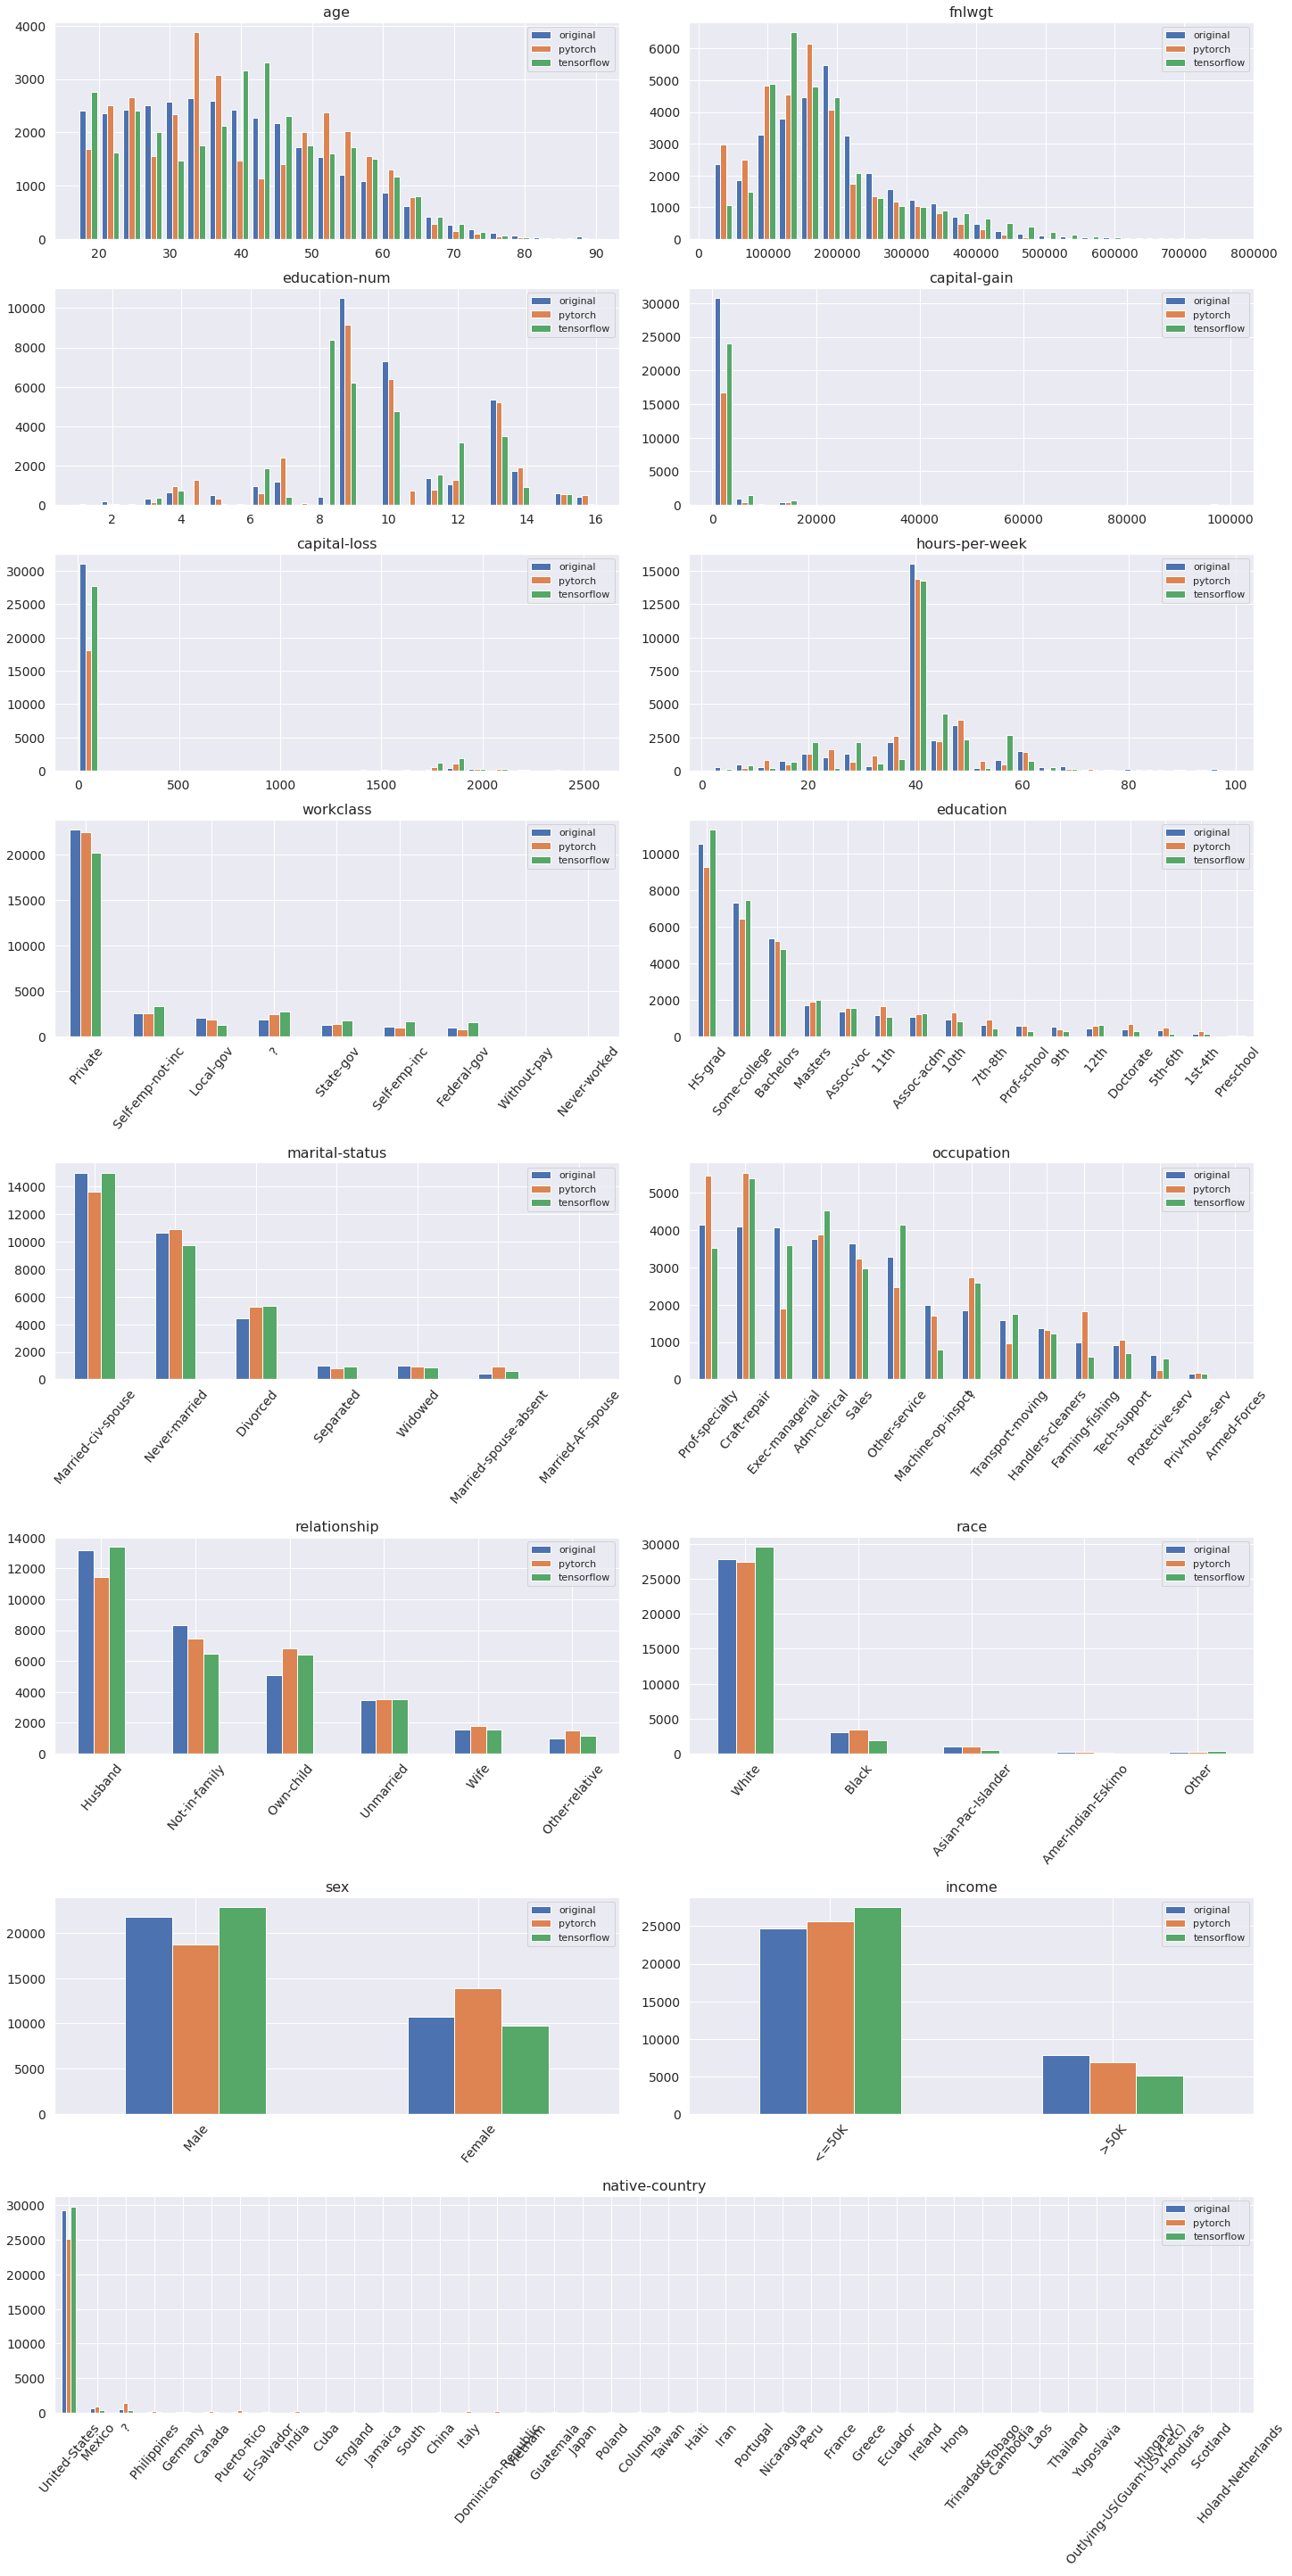 age
4000
3000
2000
1000
0
20 30 40 50 60 70 80 90
original
pytorch
tensorflow
fnlwgt
6000
5000
4000
3000
2000
1000
0
0 100000 200000 300000 400000 500000 600000 700000 800000
original
pytorch
tensorflow
education-num
10000
8000
6000
4000
2000
0
2 4 6 8 10 12 14 16
original
pytorch
tensorflow
capital-gain
30000
25000
20000
15000
10000
5000
0
0 20000 40000 60000 80000 100000
original
pytorch
tensorflow
capital-loss
30000
25000
20000
15000
10000
5000
0
0 500 1000 1500 2000 2500
original
pytorch
tensorflow
hours-per-week
15000
12500
10000
7500
5000
2500
0
0 20 40 60 80 100
original
pytorch
tensorflow
workclass
20000
15000
10000
5000
0
Private
Self-emp-not-inc
Local-gov
?
State-gov
Self-emp-inc
Federal-gov
Without-pay
Never-worked
original
pytorch
tensorflow
education
10000
8000
6000
4000
2000
0
HS-grad
Some-college
Bachelors
Masters
Assoc-voc
11th
Assoc-acdm
10th
7th-8th
Prof-school
9th
12th
Doctorate
5th-6th
1st-4th
Preschool
original
pytorch
tensorflow
marital-status
14000
12000
10000
8000
6000
4000
2000
0
Married-civ-spouse
Never-married
Divorced
Separated
Widowed
Married-spouse-absent
Married-AF-spouse
original
pytorch
tensorflow
occupation
5000
4000
3000
2000
1000
0
Prof-specialty
Craft-repair
Exec-managerial
Adm-clerical
Sales
Other-service
Machine-op-inspct
?
Transport-moving
Handlers-cleaners
Farming-fishing
Tech-support
Protective-serv
Priv-house-serv
Armed-Forces
original
pytorch
tensorflow
relationship
14000
12000
10000
8000
6000
4000
2000
0
Husband
Not-in-family
Own-child
Unmarried
Wife
Other-relative
original
pytorch
tensorflow
race
30000
25000
20000
15000
10000
5000
0
White
Black
Asian-Pac-Islander
Amer-Indian-Eskimo
Other
original
pytorch
tensorflow
sex
20000
15000
10000
5000
0
Male
Female
original
pytorch
tensorflow
income
25000
20000
15000
10000
5000
0
<=50K
>50K
original
pytorch
tensorflow
native-country
30000
25000
20000
15000
10000
5000
0
United-States
Mexico
?
Philippines
Germany
Canada
Puerto-Rico
El-Salvador
India
Cuba
England
Jamaica
South
China
Italy
Dominican-Republic
Vietnam
Guatemala
Japan
Poland
Columbia
Taiwan
Haiti
Iran
Portugal
Nicaragua
Peru
France
Greece
Ecuador
Ireland
Hong
Trinadad&Tobago
Cambodia
Laos
Thailand
Yugoslavia
Outlying-US(Guam-USVI-etc)
Hungary
Honduras
Scotland
Holand-Netherlands
original
pytorch
tensorflow